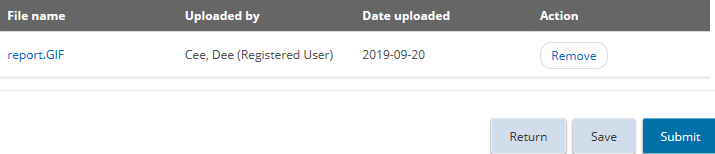 File name Uploaded by Date uploaded Action
report.GIF Cee, Dee (Registered User) 2019-09-20 Remove
Return Save Submit